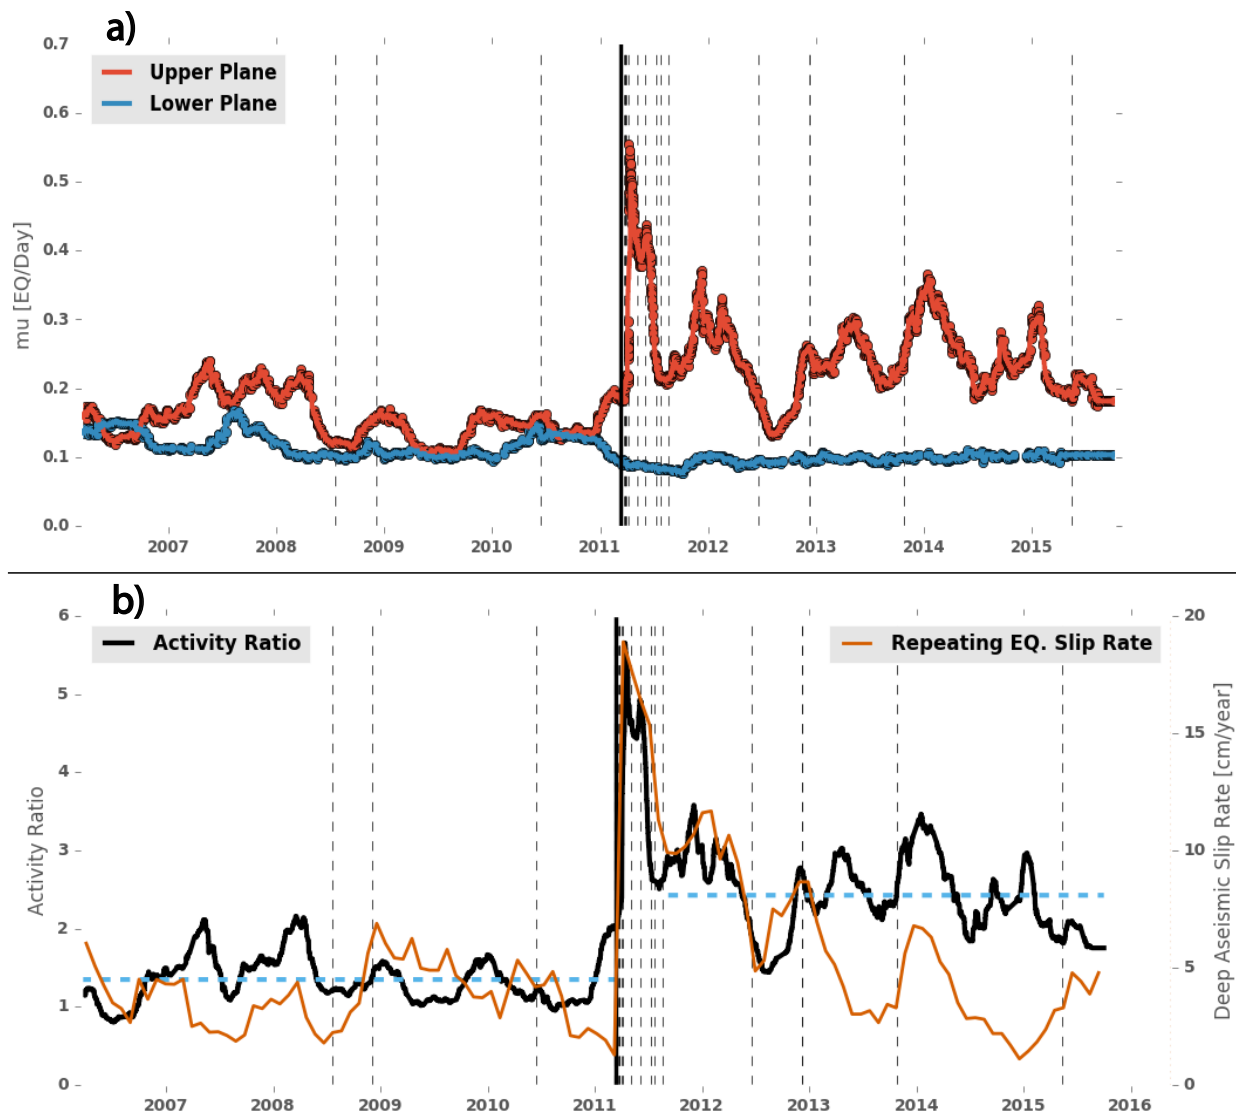 a)
0.7
Upper Plane
Lower Plane
0.6
0.5
0.4
0.3
0.2
0.1
0.0
mu [EQ/Day]
2007 2008 2009 2010 2011 2012 2013 2014 2015
b)
6 20
Activity Ratio Repeating EQ. Slip Rate
5 15
4
3 10
2
5
1
0 0
Activity Ratio
Deep Aseismic Slip Rate [cm/year]
2007 2008 2009 2010 2011 2012 2013 2014 2015 2016